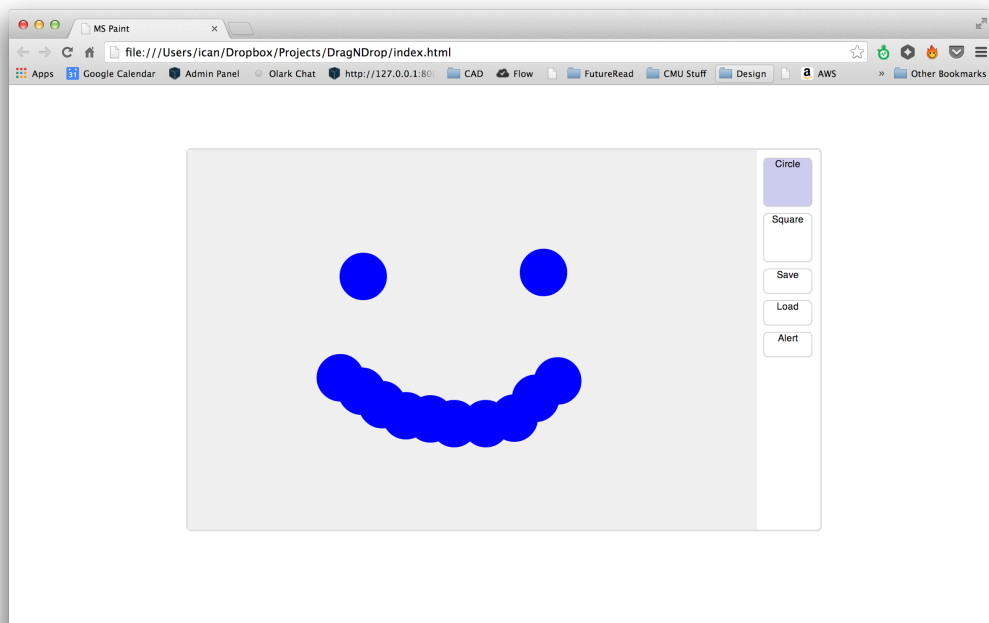 MS Paint
file:///Users/ican/Dropbox/Projects/DragNDrop/index.html
Apps 31 Google Calendar Admin Panel Olark Chat http://127.0.0.1:80 CAD Flow FutureRead CMU Stuff Design a AWS » Other Bookmarks
Circle
Square
Save
Load
Alert